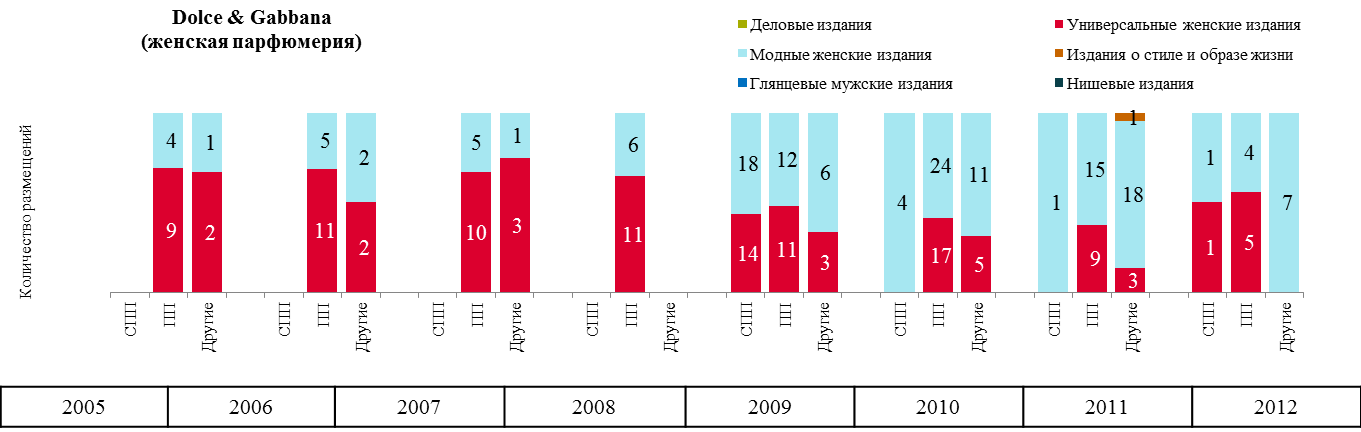 Dolce & Gabbana
(женская парфюмерия)
Деловые издания
Универсальные женские издания
Модные женские издания
Издания о стиле и образе жизни
Глянцевые мужские издания
Нишевые издания
Количество размещений
4 1 5 2 5 1 6 18 12 6 4 24 11 1 15 18 1 1 4 7
9 2 11 2 10 3 11 14 11 3 17 5 9 3 1 5
СПП ПП Другие СПП ПП Другие СПП ПП Другие СПП ПП Другие СПП ПП Другие СПП ПП Другие СПП ПП Другие СПП ПП Другие
2005 2006 2007 2008 2009 2010 2011 2012